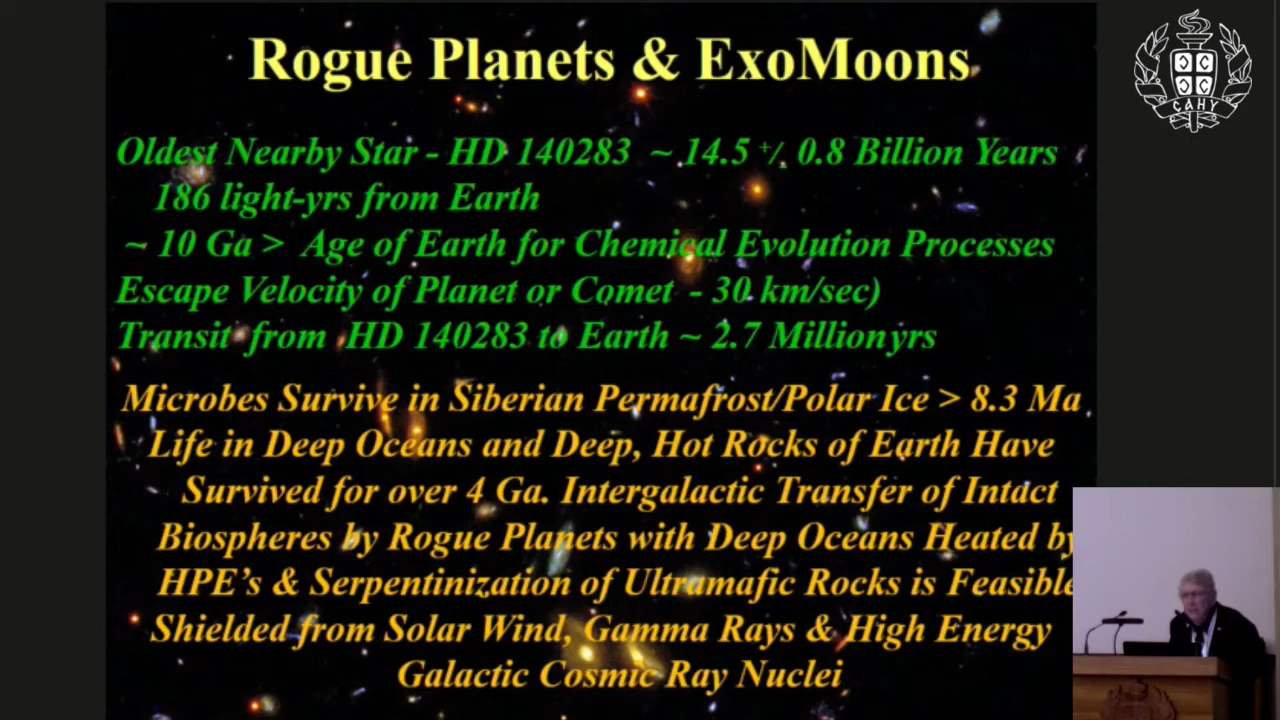 Rogue Planets & ExoMoons
Oldest Nearby Star - HD 140283 ~ 14.5 +/- 0.8 Billion Years
186 light-yrs from Earth
~ 10 Ga > Age of Earth for Chemical Evolution Processes
Escape Velocity of Planet or Comet - 30 km/sec)
Transit from HD 140283 to Earth ~ 2.7 Million yrs
Microbes Survive in Siberian Permafrost/Polar Ice > 8.3 Ma
Life in Deep Oceans and Deep, Hot Rocks of Earth Have
Survived for over 4 Ga. Intergalactic Transfer of Intact
Biospheres by Rogue Planets with Deep Oceans Heated by
HPE's & Serpentinization of Ultramafic Rocks is Feasible
Shielded from Solar Wind, Gamma Rays & High Energy
Galactic Cosmic Ray Nuclei
САНУ